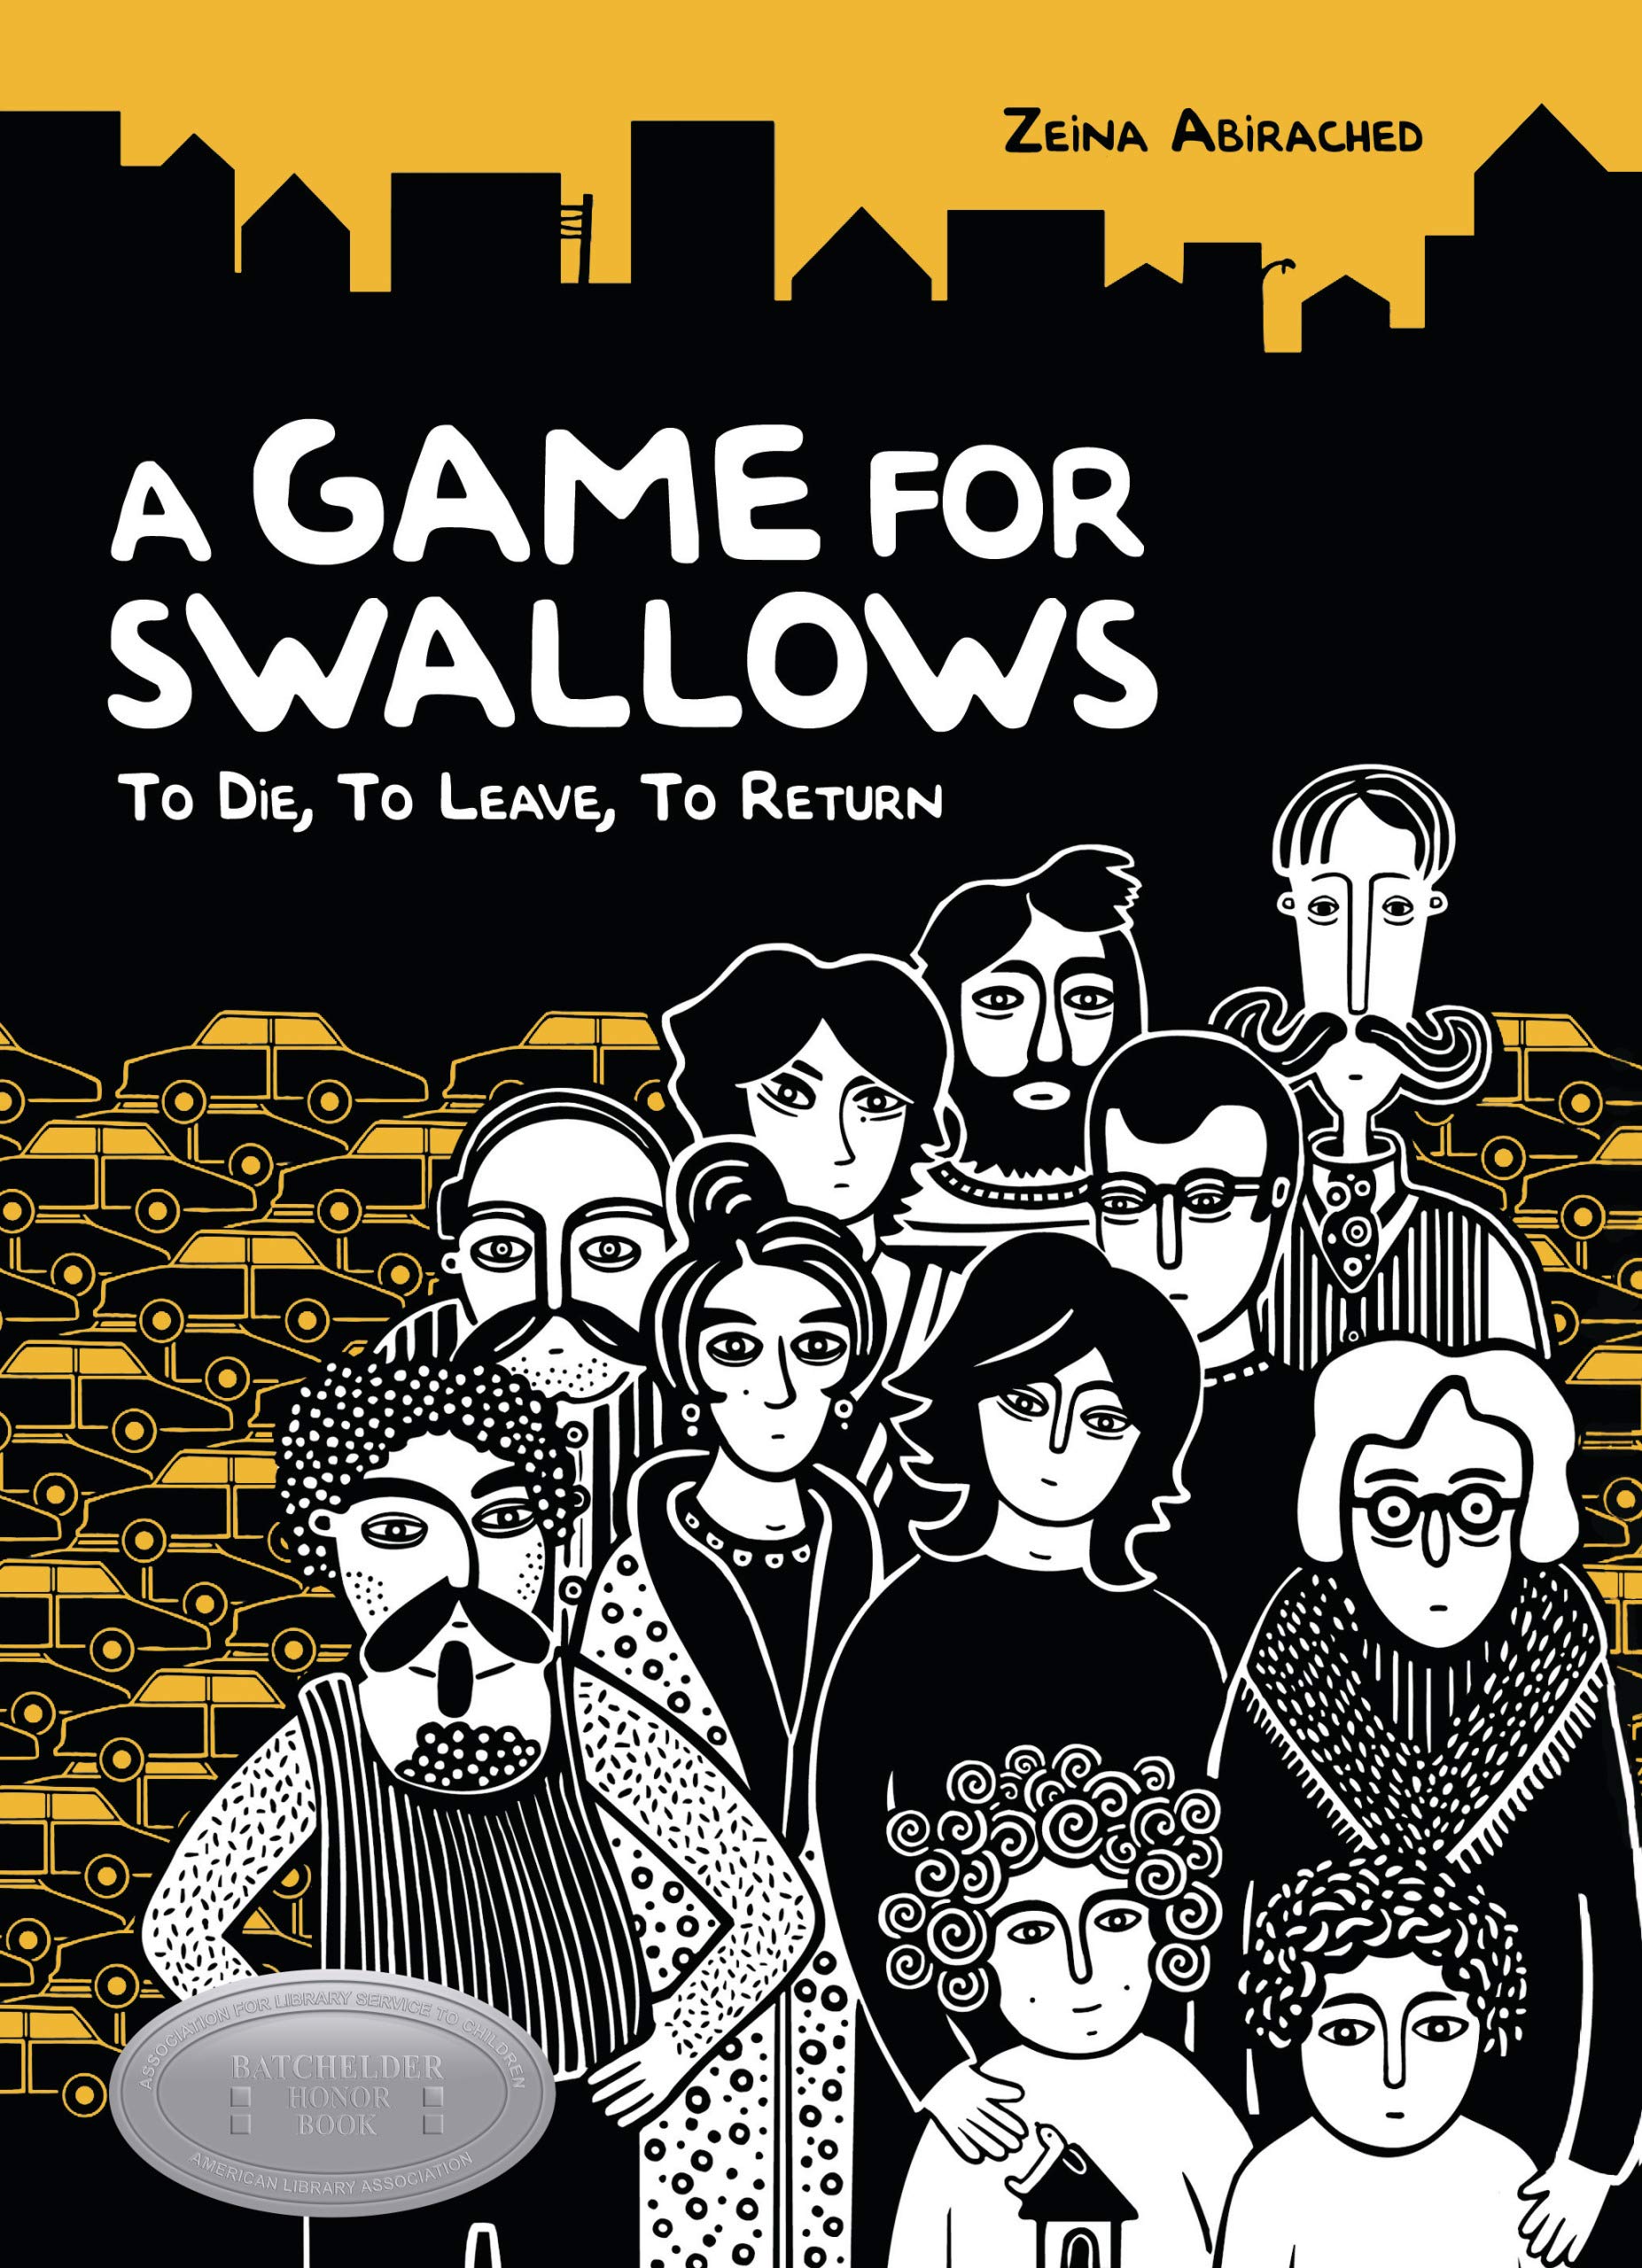 ZEiNA ABiRACHED
A GAME FOR
SWALLOWS
To DiE, To LEAVE, To RETURN
ASSOCIATION FOR LIBRARY SERVICE TO CHILDREN
BATCHELDER
HONOR
BOOK
AMERICAN LIBRARY ASSOCIATION